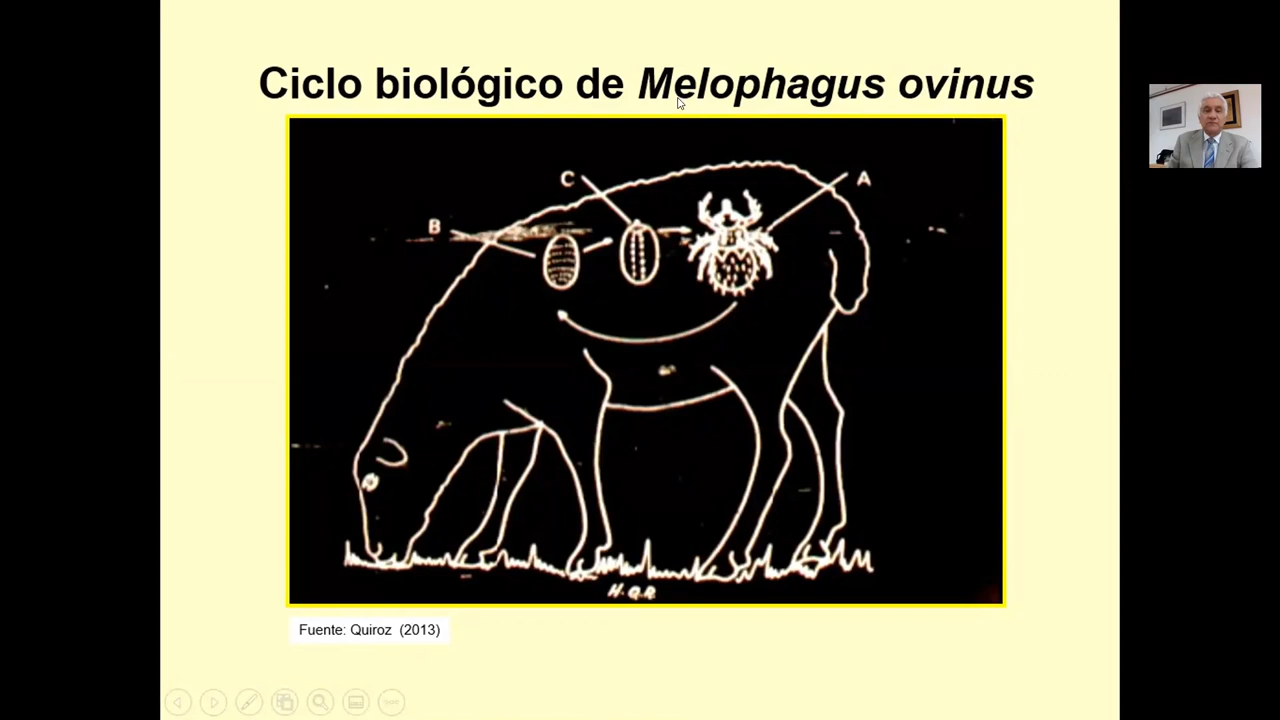 Ciclo biológico de Melophagus ovinus
C
A
B
H.Q.R.
Fuente: Quiroz (2013)